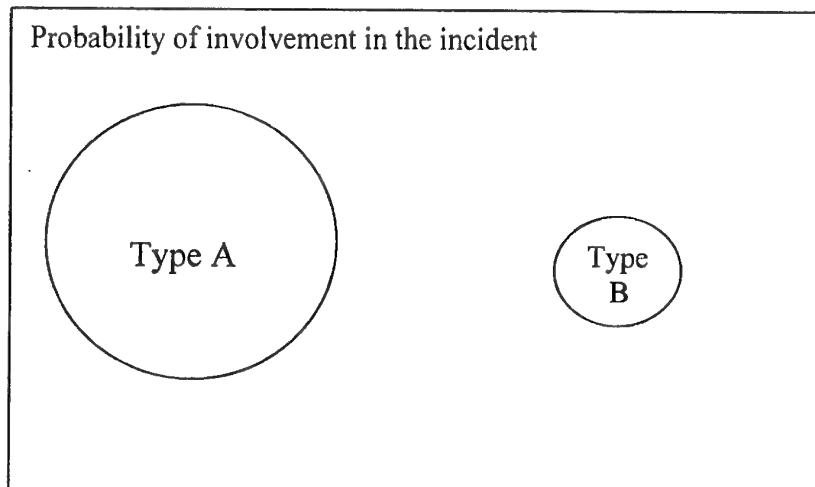 Probability of involvement in the incident
Type A
Type
B